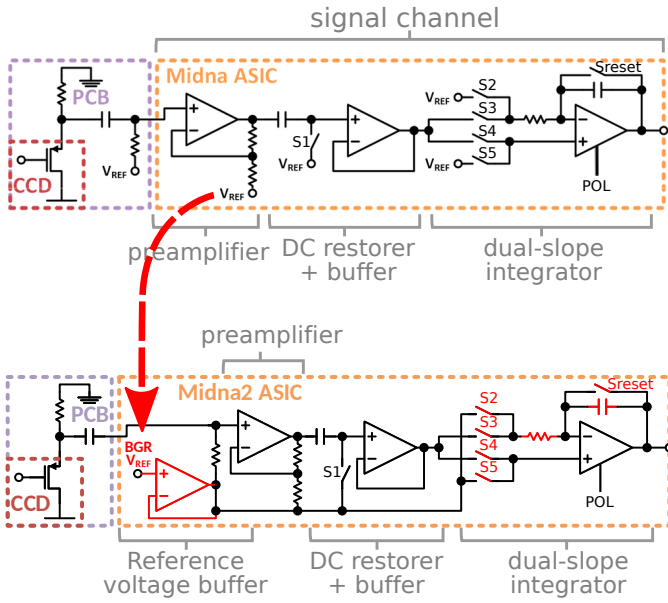 signal channel
PCB
Midna ASIC
Sreset
S2
VREF
S3
S4
S1
S5
VREF
VREF
VREF
VREF
CCD
POL
preamplifier
DC restorer
+ buffer
dual-slope
integrator
preamplifier
PCB
Midna2 ASIC
Sreset
S2
S3
BGR
VREF
S4
S5
S1
CCD
POL
Reference
voltage buffer
DC restorer
+ buffer
dual-slope
integrator